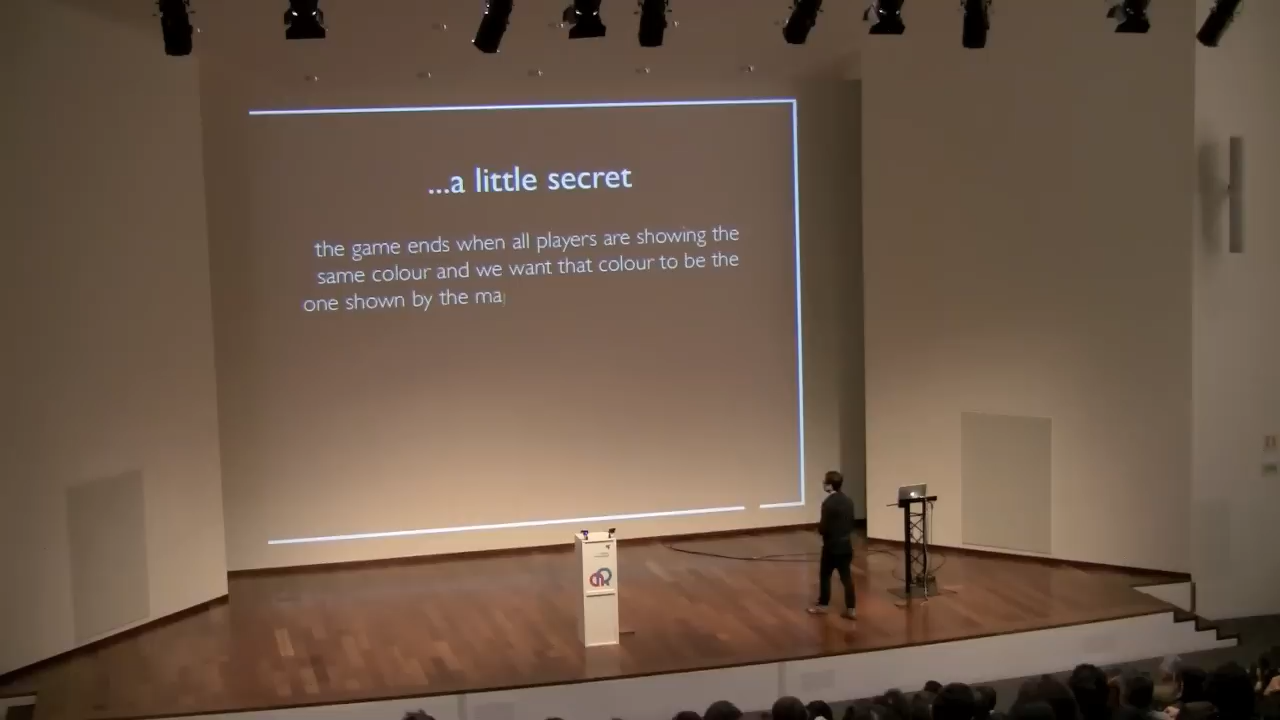 ...a little secret
the game ends when all players are showing the
same colour and we want that colour to be the
one shown by the ma